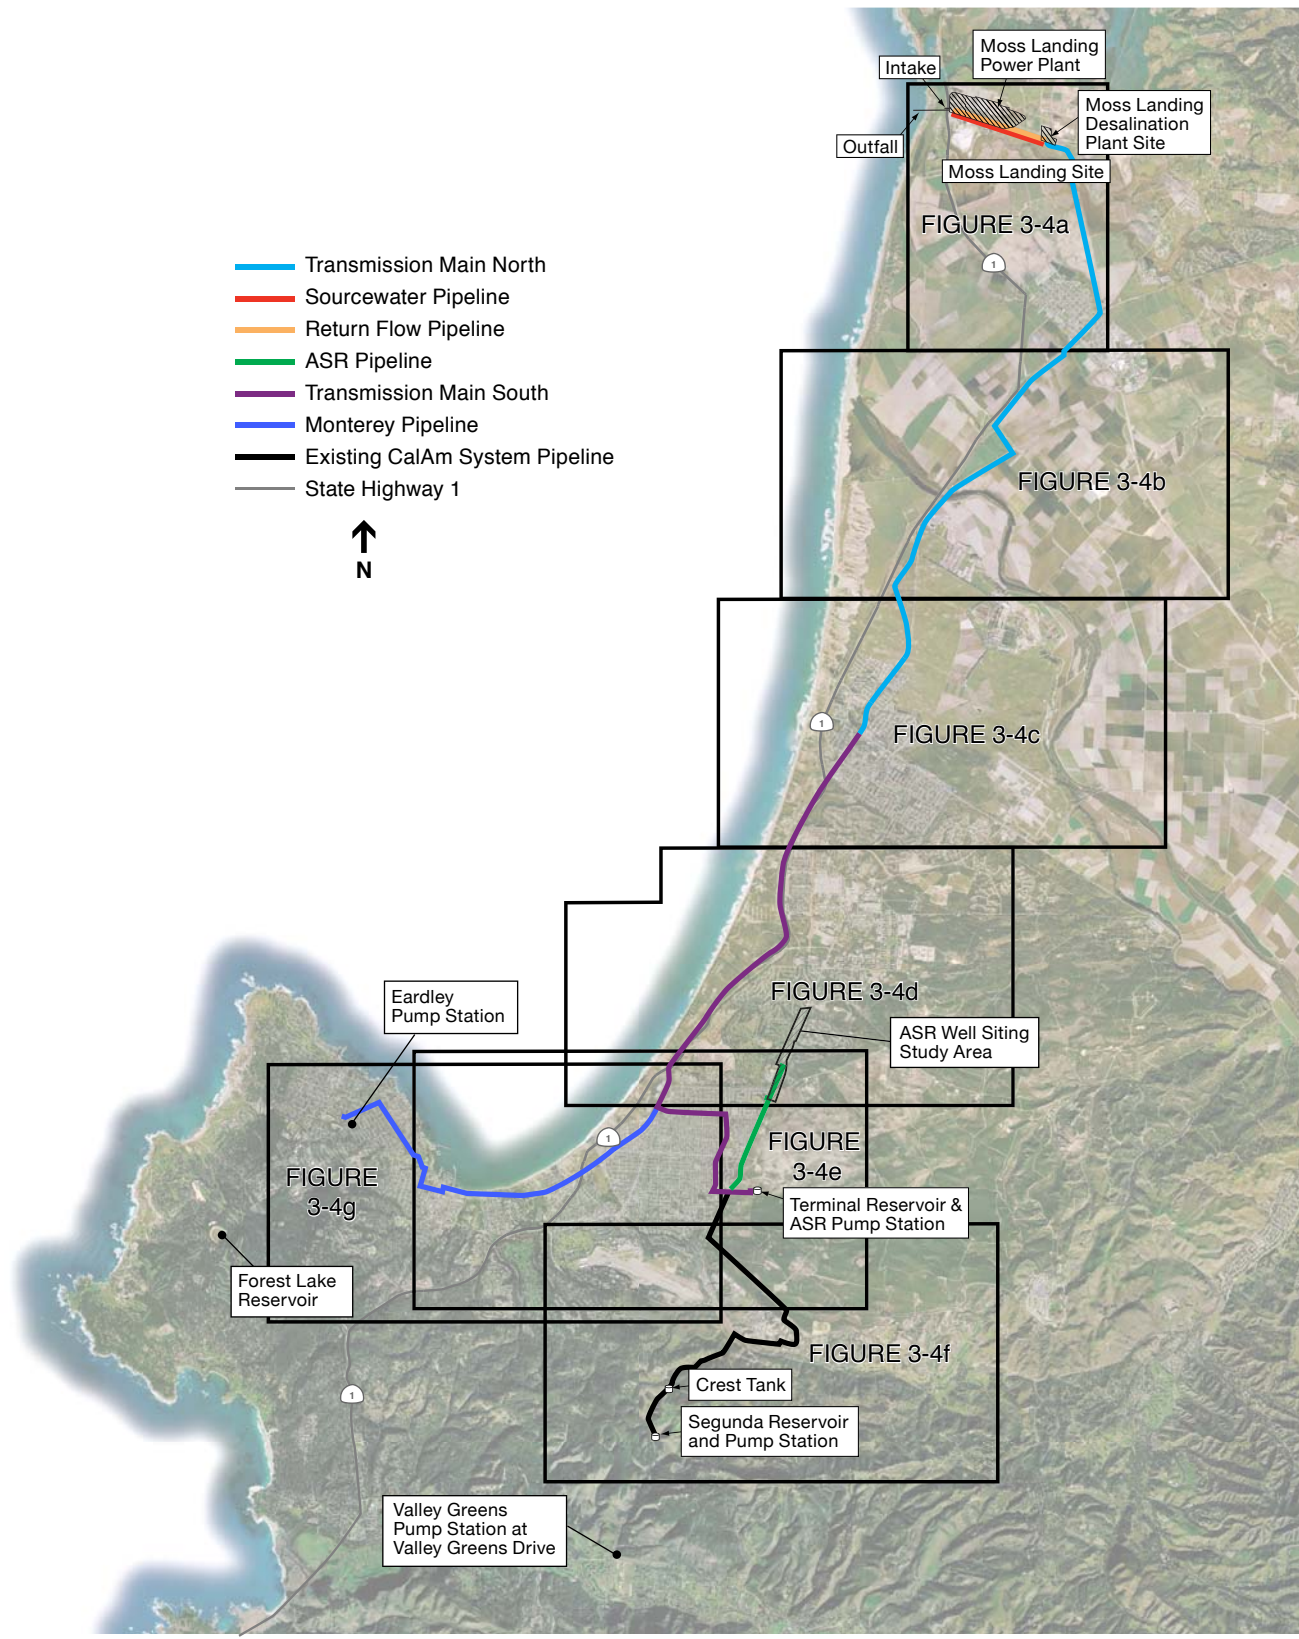 Moss Landing
Power Plant
Intake
Moss Landing
Desalination
Plant Site
Outfall
Moss Landing Site
FIGURE 3-4a
1
Transmission Main North
Sourcewater Pipeline
Return Flow Pipeline
ASR Pipeline
Transmission Main South
Monterey Pipeline
Existing CalAm System Pipeline
State Highway 1
N
FIGURE 3-4b
1
FIGURE 3-4c
FIGURE 3-4d
Eardley
Pump Station
ASR Well Siting
Study Area
1
FIGURE
3-4e
FIGURE
3-4g
Terminal Reservoir &
ASR Pump Station
Forest Lake
Reservoir
FIGURE 3-4f
1
Crest Tank
Segunda Reservoir
and Pump Station
Valley Greens
Pump Station at
Valley Greens Drive